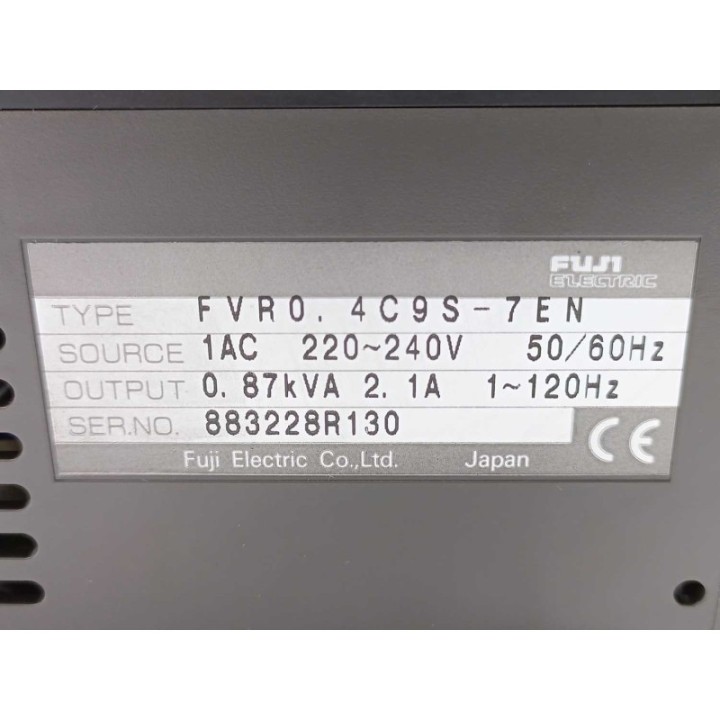 FUJI
ELECTRIC
TYPE FVR0.4C9S-7EN
SOURCE 1AC 220~240V 50/60Hz
OUTPUT 0.87kVA 2.1A 1~120Hz
SER.NO. 883228R130
CE
Fuji Electric Co.,Ltd. Japan